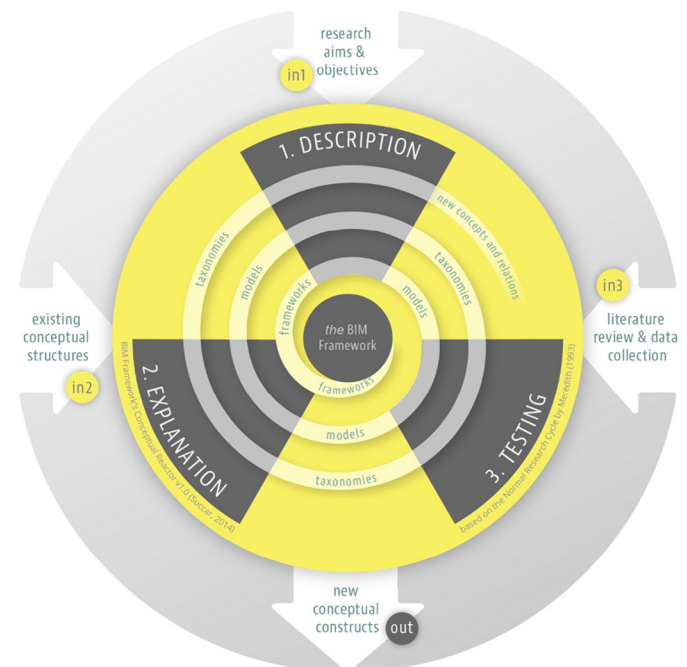 research
aims &
objectives
in1
1. DESCRIPTION
new concepts and relations
taxonomies
models
frameworks
models
taxonomies
the BIM
Framework
in3
literature
review & data
collection
existing
conceptual
structures
in2
frameworks
models
taxonomies
2. EXPLANATION
3. TESTING
BIM Framework's Conceptual Reactor v1.0 (Succar, 2014)
based on the Normal Research Cycle by Meredith (1993)
new
conceptual
constructs
out